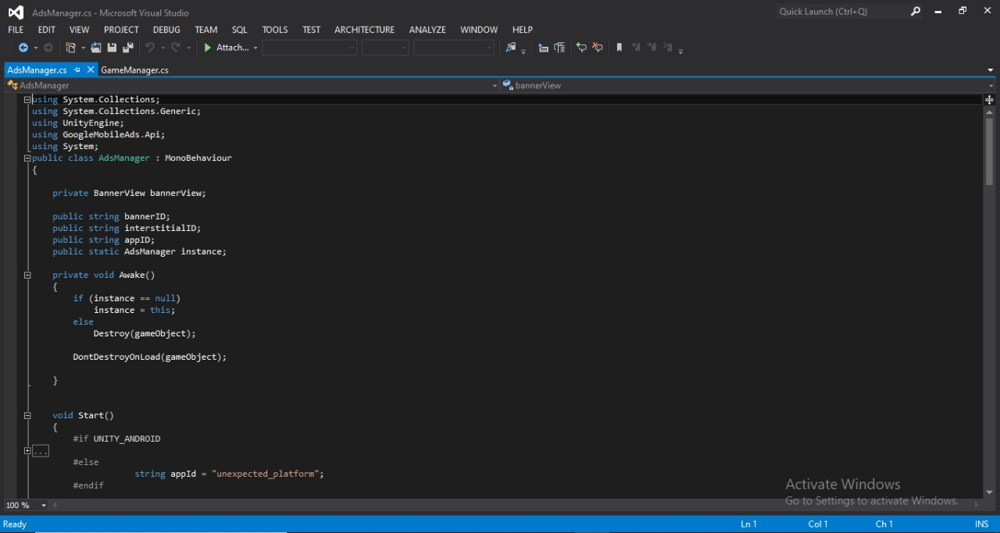 AdsManager.cs - Microsoft Visual Studio
Quick Launch (Ctrl+Q)
FILE EDIT VIEW PROJECT DEBUG TEAM SQL TOOLS TEST ARCHITECTURE ANALYZE WINDOW HELP
Attach...
AdsManager.cs GameManager.cs
AdsManager bannerView
using System.Collections;
using System.Collections.Generic;
using UnityEngine;
using GoogleMobileAds.Api;
using System;
public class AdsManager : MonoBehaviour
{
private BannerView bannerView;
public string bannerID;
public string interstitialID;
public string appID;
public static AdsManager instance;
private void Awake()
{
if (instance == null)
instance = this;
else
Destroy(gameObject);
DontDestroyOnLoad(gameObject);
}
void Start()
{
#if UNITY_ANDROID
...
#else
string appId = "unexpected_platform";
#endif
Activate Windows
Go to Settings to activate Windows.
100 %
Ready Ln 1 Col 1 Ch 1 INS